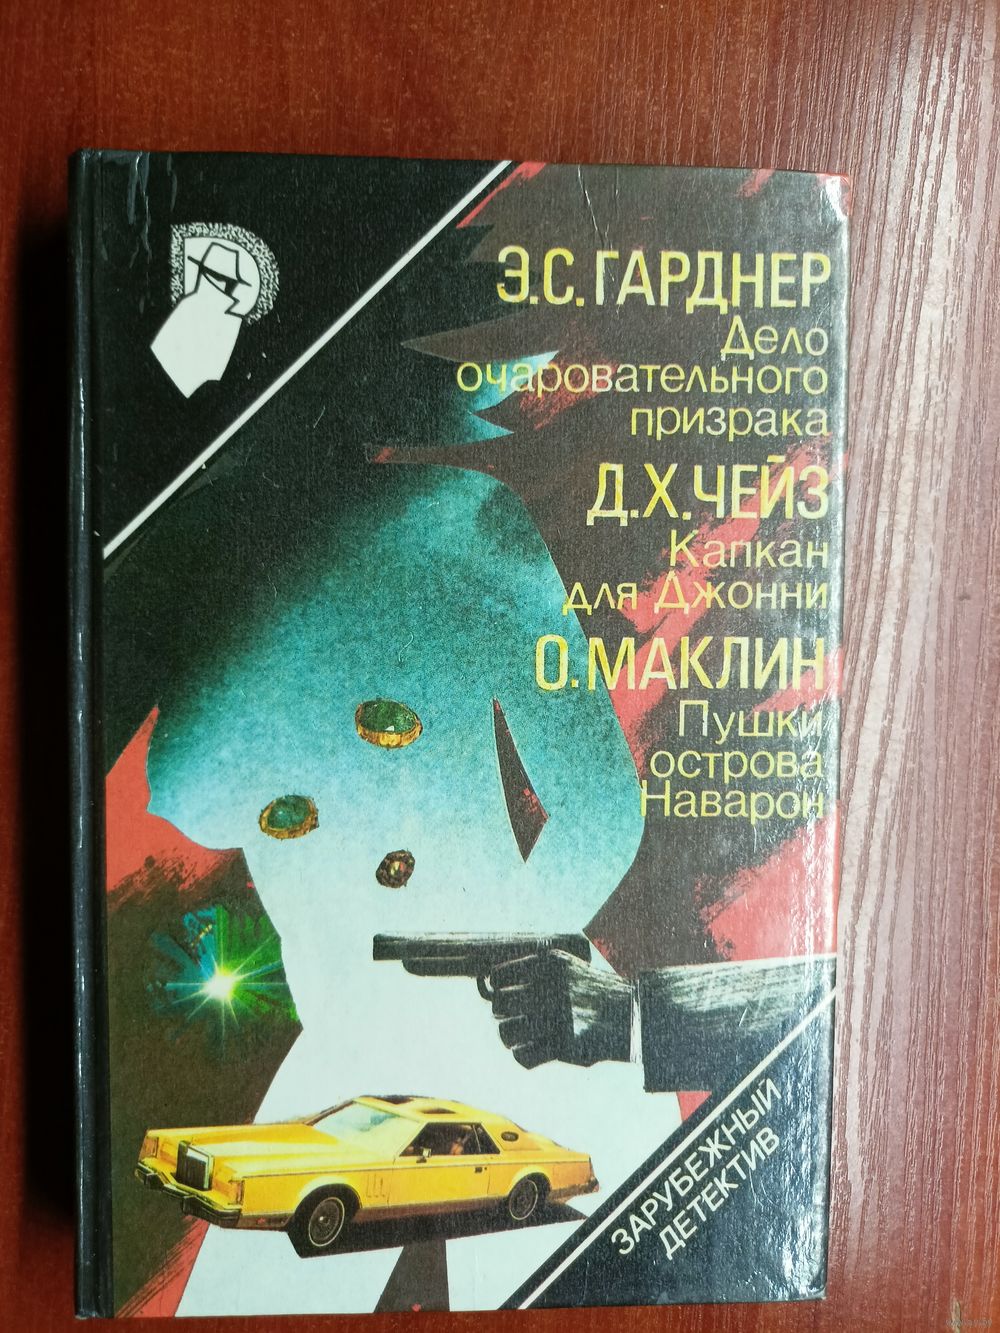 Э.С.ГАРДНЕР
Дело
очаровательного
призрака
Д.Х.ЧЕЙЗ
Капкан
для Джонни
О.МАКЛИН
Пушки
острова
Наварон
ЗАРУБЕЖНЫЙ
ДЕТЕКТИВ